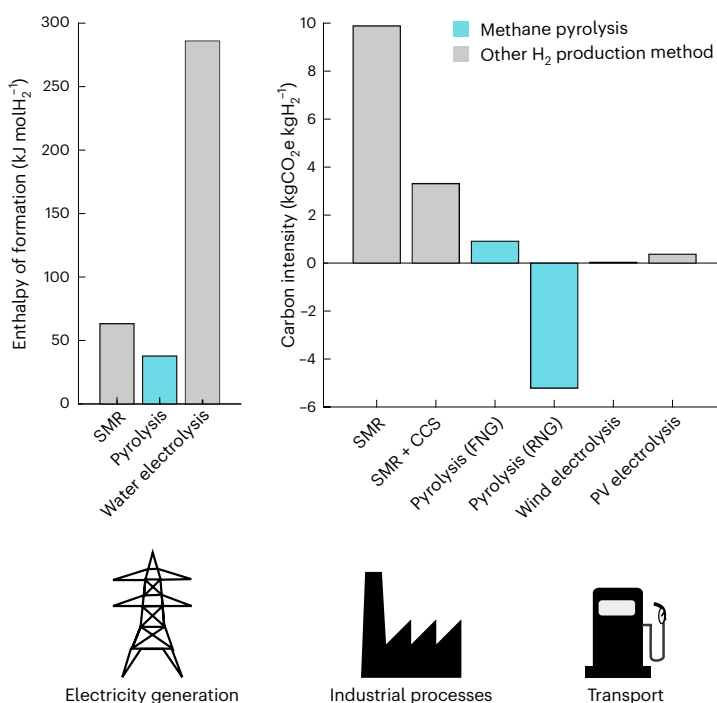 Enthalpy of formation (kJ molH₂⁻¹)
300
250
200
150
100
50
0
SMR
Pyrolysis
Water electrolysis
Carbon intensity (kgCO₂e kgH₂⁻¹)
10
8
6
4
2
0
−2
−4
−6
Methane pyrolysis
Other H₂ production method
SMR
SMR + CCS
Pyrolysis (FNG)
Pyrolysis (RNG)
Wind electrolysis
PV electrolysis
Electricity generation
Industrial processes
Transport